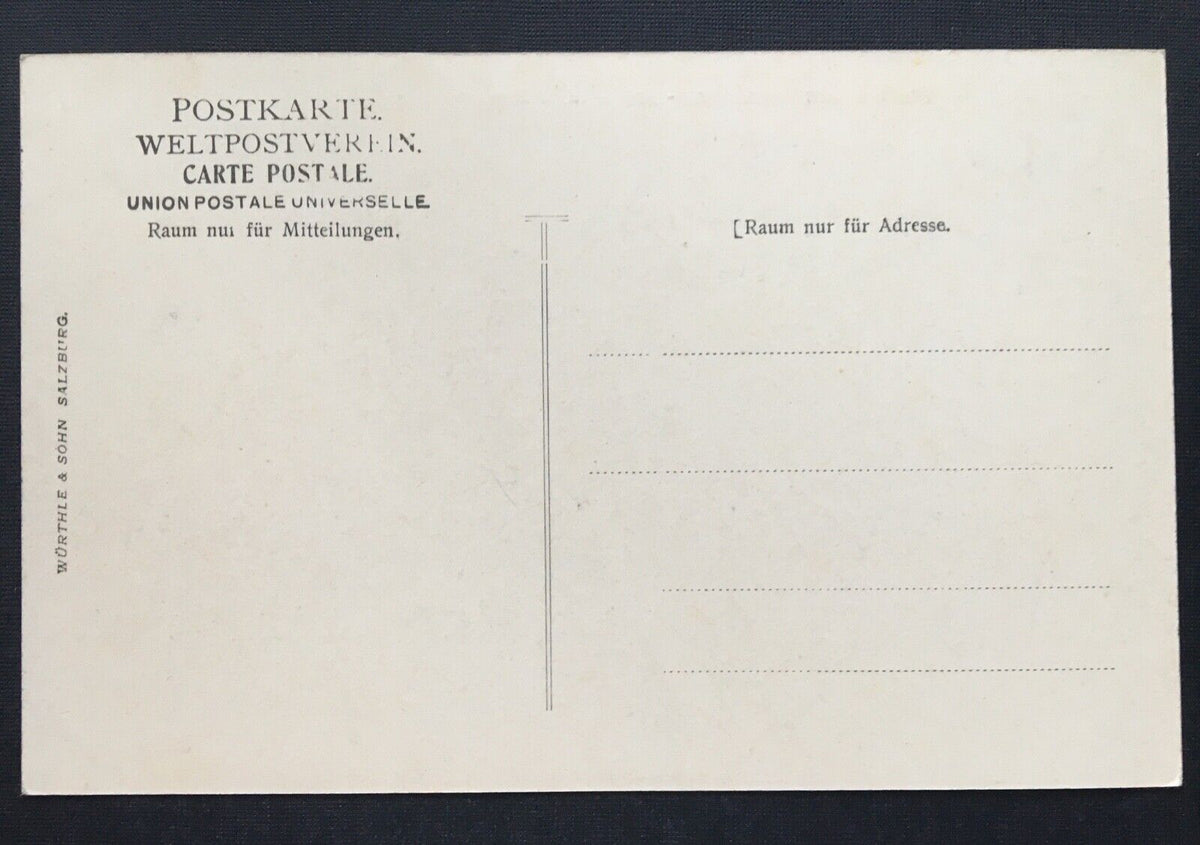 POSTKARTE.
WELTPOSTVEREIN.
CARTE POSTALE.
UNION POSTALE UNIVERSELLE.
Raum nur für Mitteilungen.
[Raum nur für Adresse.
WÜRTHLE & SOHN SALZBURG.